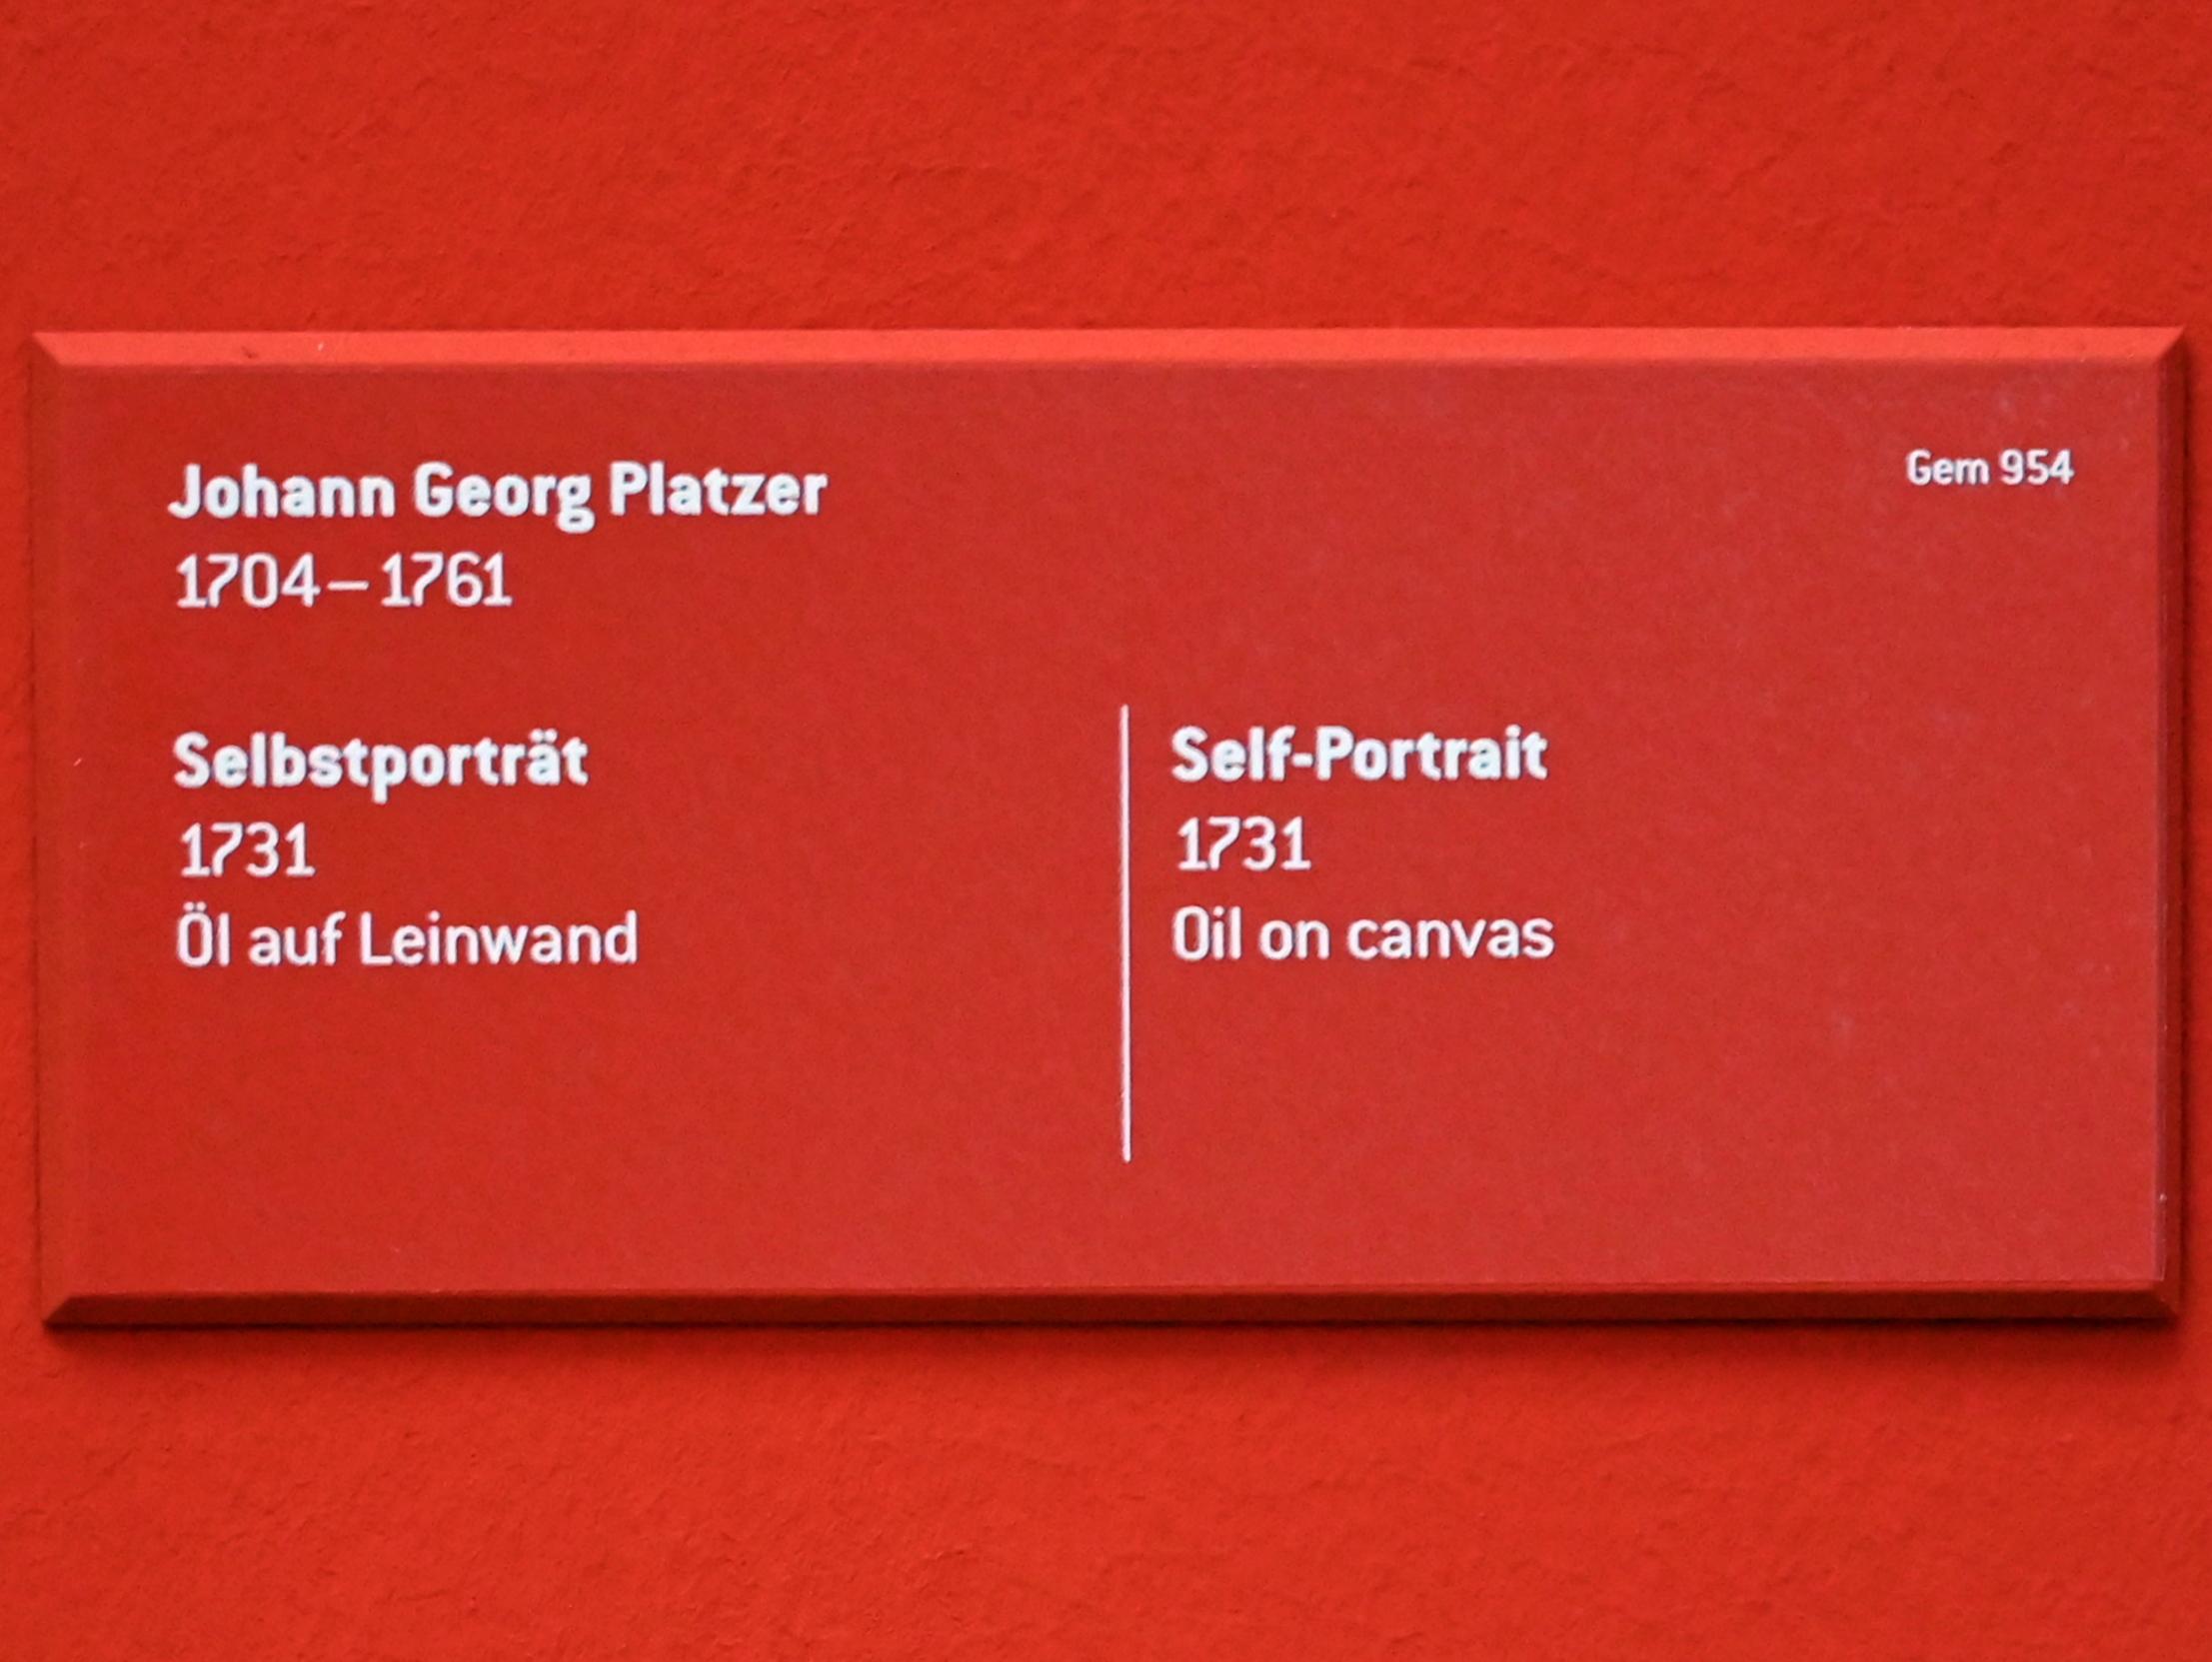 Johann Georg Platzer
Gem 954
1704 – 1761
Selbstporträt
1731
Öl auf Leinwand
Self-Portrait
1731
Oil on canvas